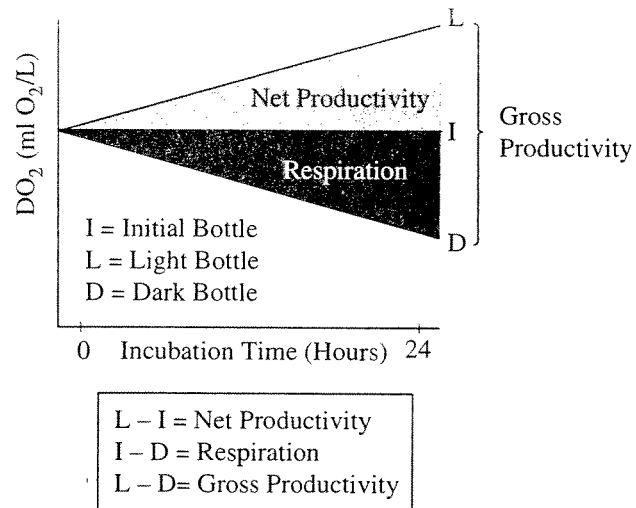 L
Net Productivity
Gross
Productivity
I
Respiration
DO2 (ml O2/L)
I = Initial Bottle
L = Light Bottle
D = Dark Bottle
D
0 Incubation Time (Hours) 24
L – I = Net Productivity
I – D = Respiration
L – D= Gross Productivity